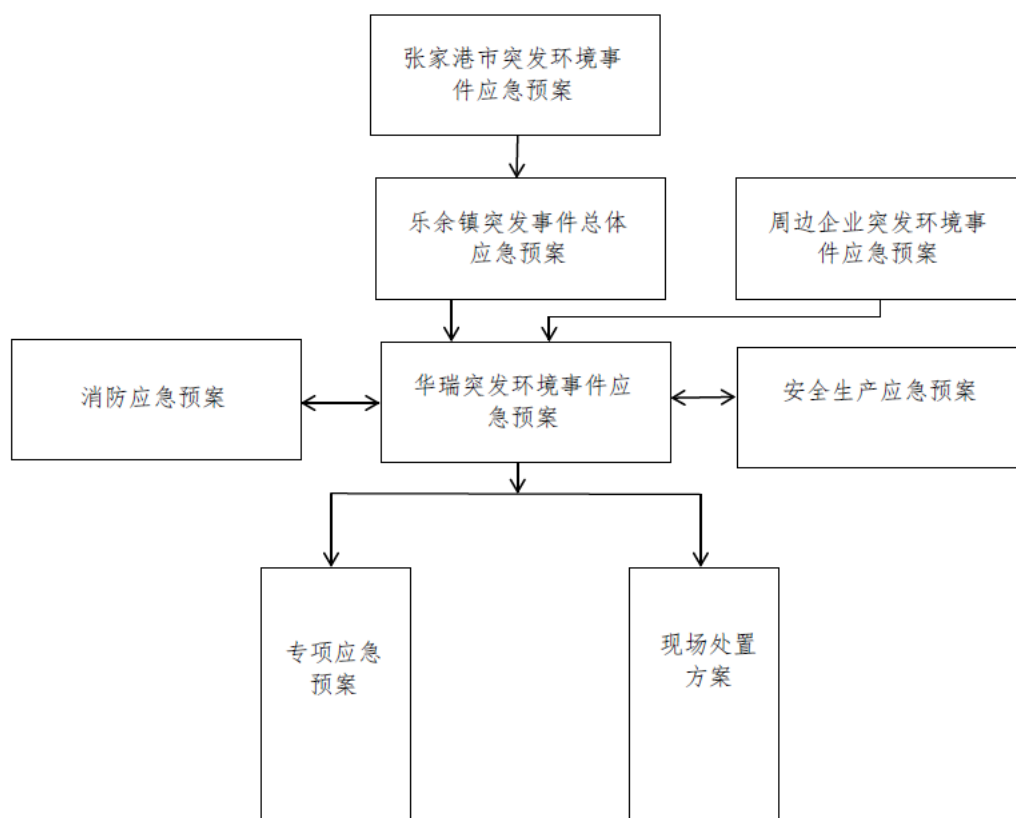 张家港市突发环境事
件应急预案
乐余镇突发事件总体
应急预案
周边企业突发环境事
件应急预案
消防应急预案
华瑞突发环境事件应
急预案
安全生产应急预案
专项应急
预案
现场处置
方案